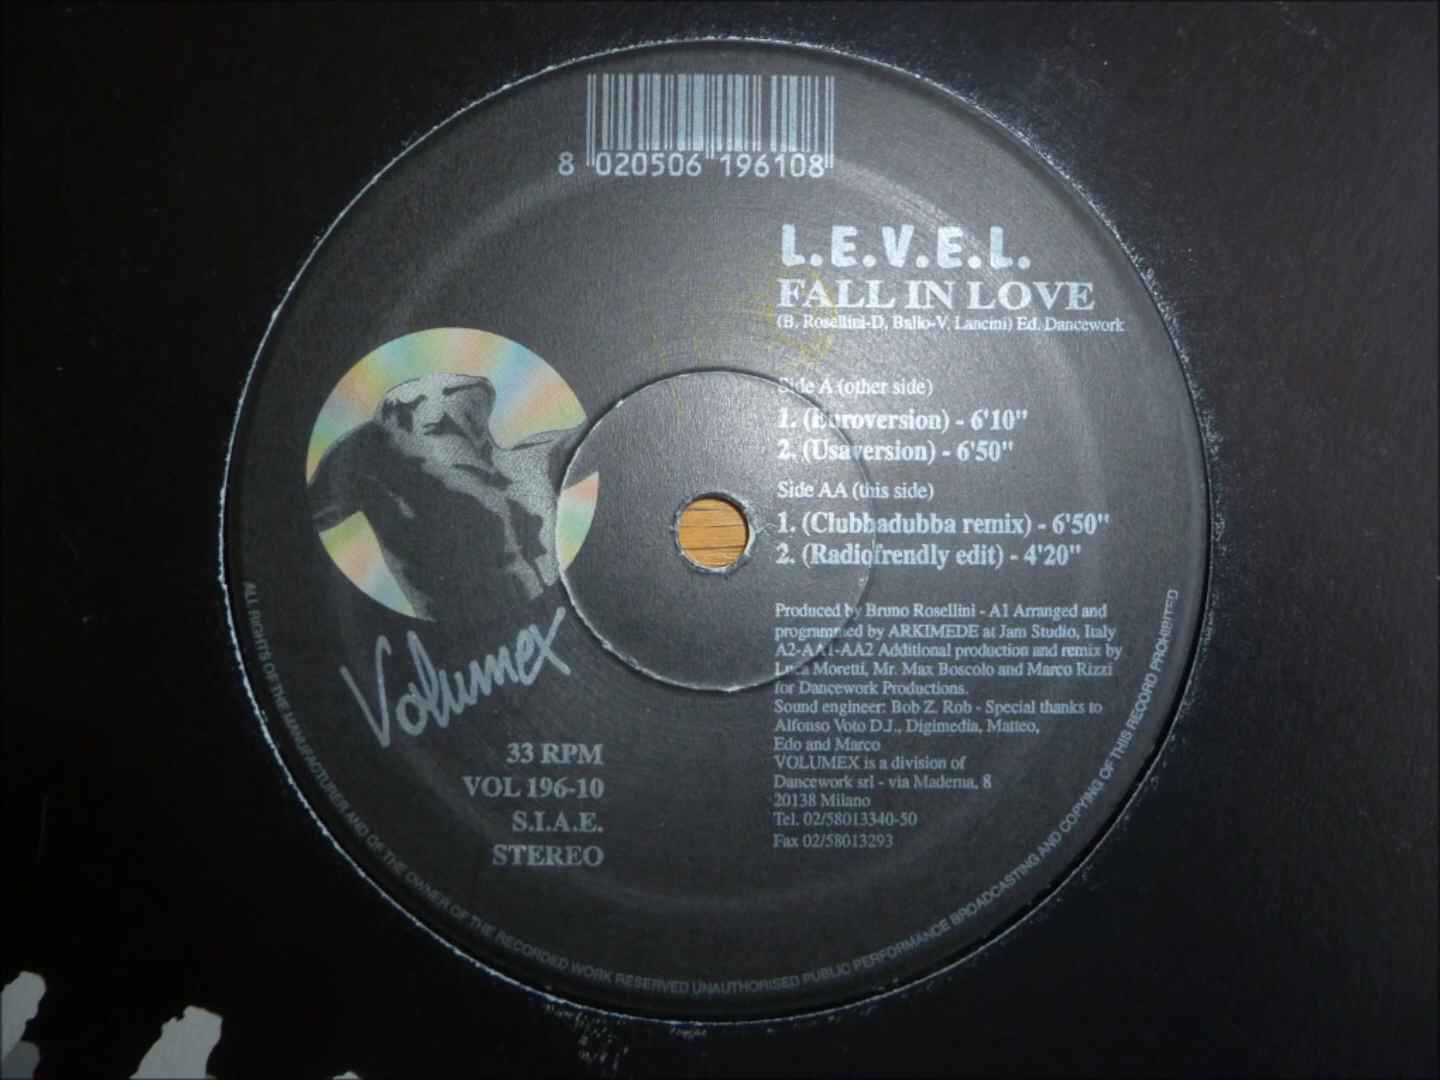 8 020506 196108
L.E.V.E.L.
FALL IN LOVE
(B. Rosellini-D. Ballo-V. Lancini) Ed. Dancework
Side A (other side)
1. (Euroversion) - 6'10"
2. (Usaversion) - 6'50"
Side AA (this side)
1. (Clubbadubba remix) - 6'50"
2. (Radiofrendly edit) - 4'20"
Produced by Bruno Rosellini - A1 Arranged and
programmed by ARKIMEDE at Jam Studio, Italy
A2-AA1-AA2 Additional production and remix by
Luca Moretti, Mr. Max Boscolo and Marco Rizzi
for Dancework Productions.
Sound engineer: Bob Z. Rob - Special thanks to
Alfonso Voto D.J., Digimedia, Matteo,
Edo and Marco
VOLUMEX is a division of
Dancework srl - via Maderna, 8
20138 Milano
Tel. 02/58013340-50
Fax 02/58013293
Volumex
33 RPM
VOL 196-10
S.I.A.E.
STEREO
ALL RIGHTS OF THE MANUFACTURER AND OF THE OWNER OF THE RECORDED WORK RESERVED UNAUTHORISED PUBLIC PERFORMANCE BROADCASTING AND COPYING OF THIS RECORD PROHIBITED